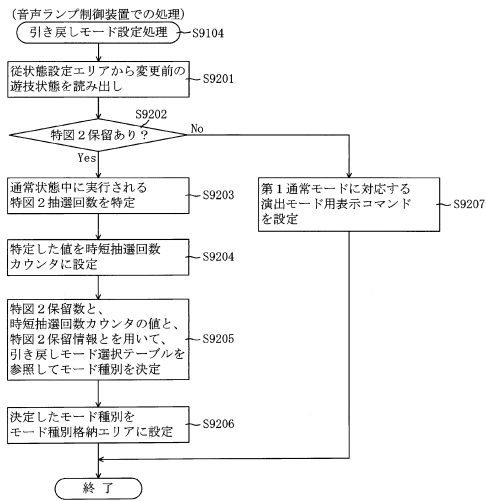 (音声ランプ制御装置での処理)
引き戻しモード設定処理
S9104
従状態設定エリアから変更前の
遊技状態を読み出し
S9201
S9202
特図２保留あり？
No
Yes
通常状態中に実行される
特図２抽選回数を特定
S9203
第１通常モードに対応する
演出モード用表示コマンド
を設定
S9207
特定した値を時短抽選回数
カウンタに設定
S9204
特図２保留数と、
時短抽選回数カウンタの値と、
特図２保留情報とを用いて、
引き戻しモード選択テーブルを
参照してモード種別を決定
S9205
決定したモード種別を
モード種別格納エリアに設定
S9206
終了